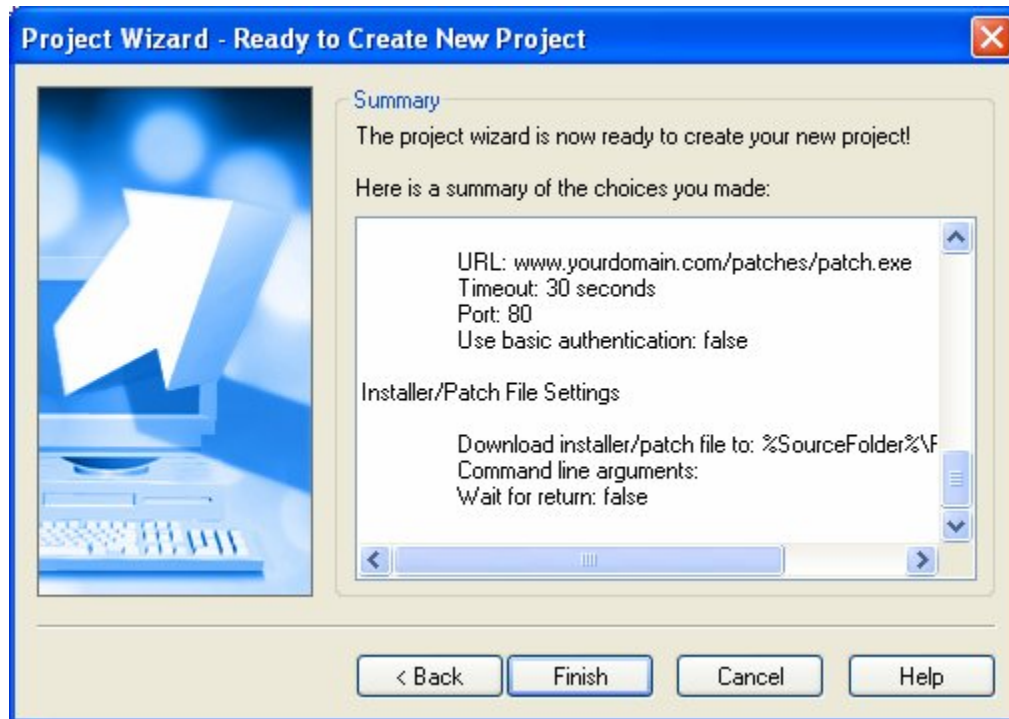 Project Wizard - Ready to Create New Project
Summary
The project wizard is now ready to create your new project!
Here is a summary of the choices you made:
URL: www.yourdomain.com/patches/patch.exe
Timeout: 30 seconds
Port: 80
Use basic authentication: false
Installer/Patch File Settings
Download installer/patch file to: %SourceFolder%\F
Command line arguments:
Wait for return: false
< Back
Finish
Cancel
Help